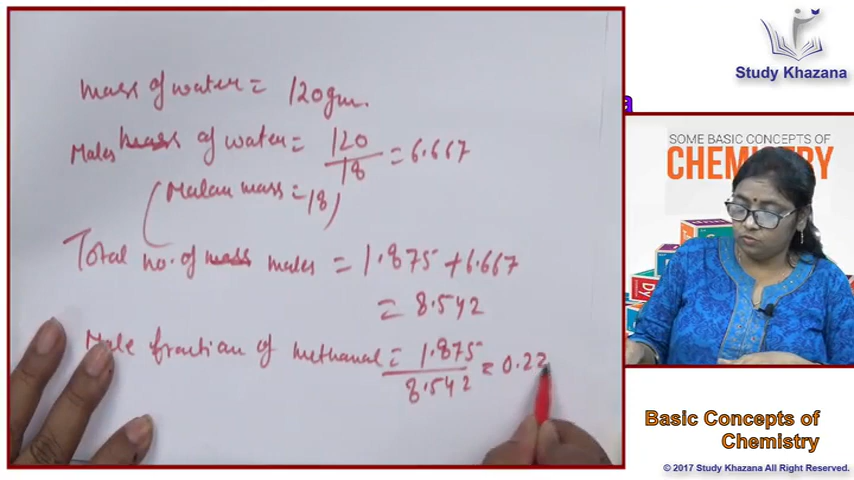 mass of water = 120gm.
Moles mass of water = 120/18 = 6.667
(Molar mass = 18)
Total no. of mass moles = 1.875 + 6.667
= 8.542
Mole fraction of methanol = 1.875/8.542 = 0.22
Study Khazana
a
SOME BASIC CONCEPTS OF
CHEMISTRY
Dy
Basic Concepts of
Chemistry
© 2017 Study Khazana All Right Reserved.